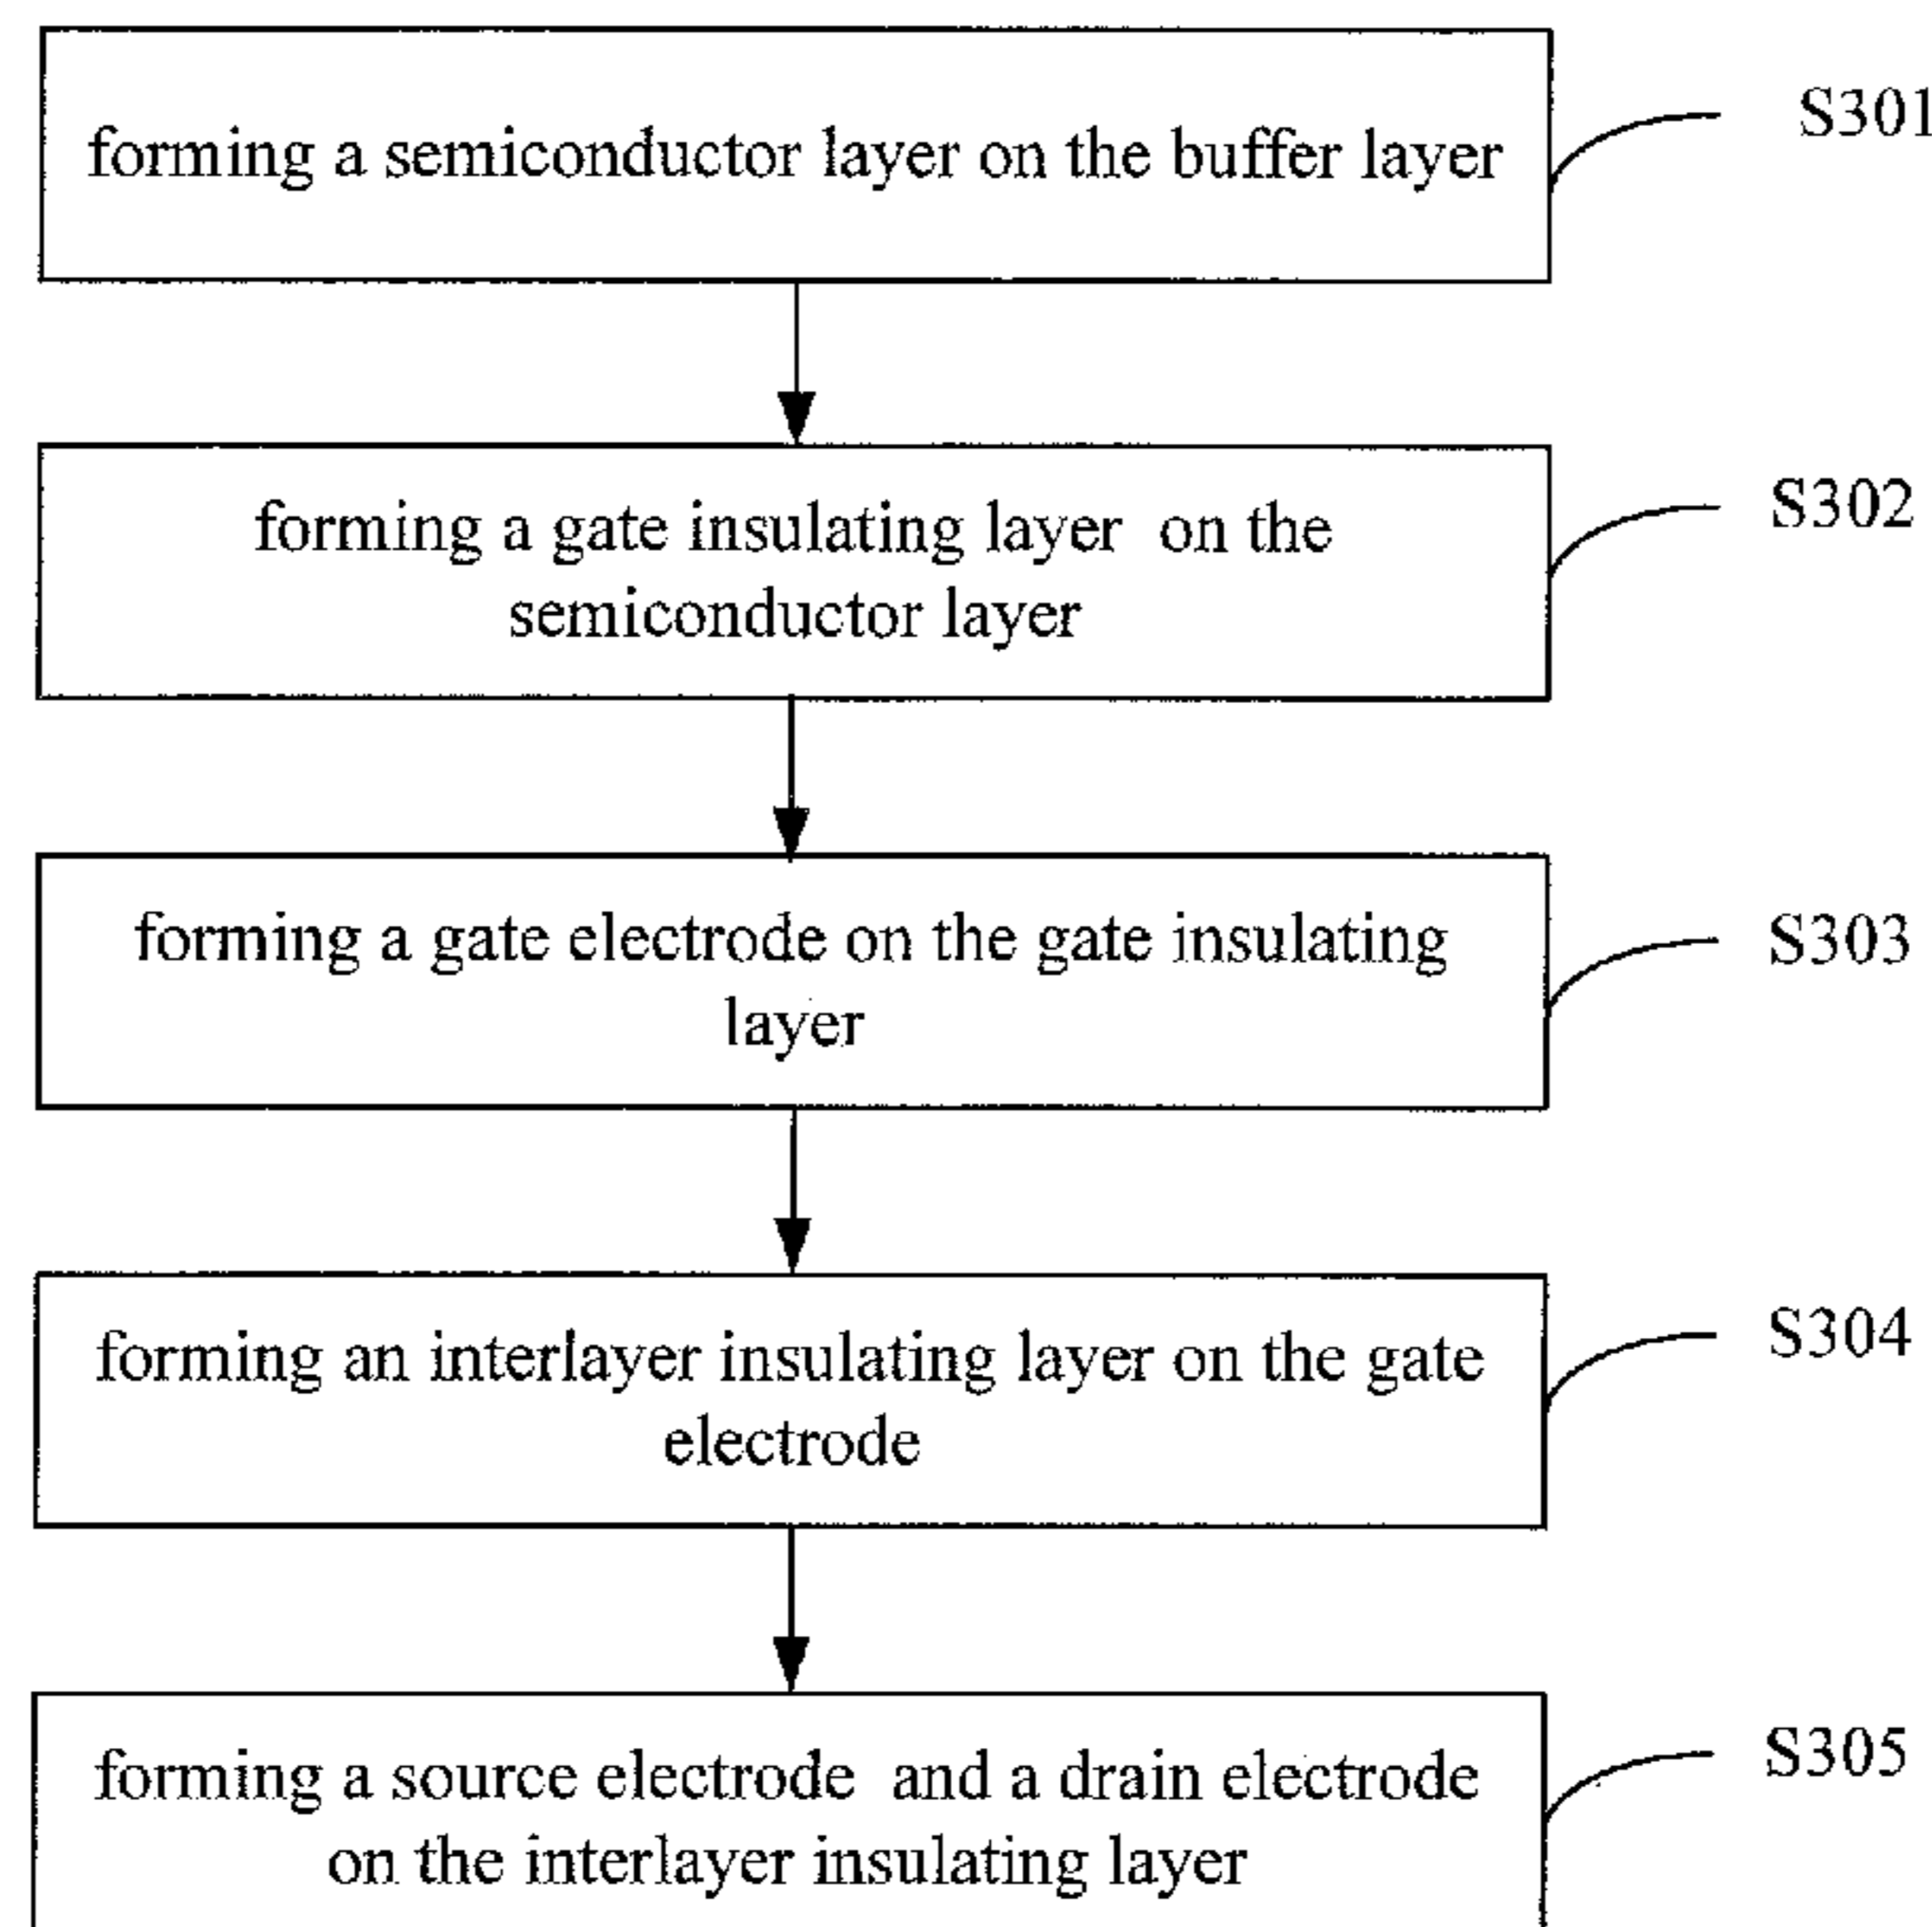 forming a semiconductor layer on the buffer layer
S301
forming a gate insulating layer on the
semiconductor layer
S302
forming a gate electrode on the gate insulating
layer
S303
forming an interlayer insulating layer on the gate
electrode
S304
forming a source electrode and a drain electrode
on the interlayer insulating layer
S305